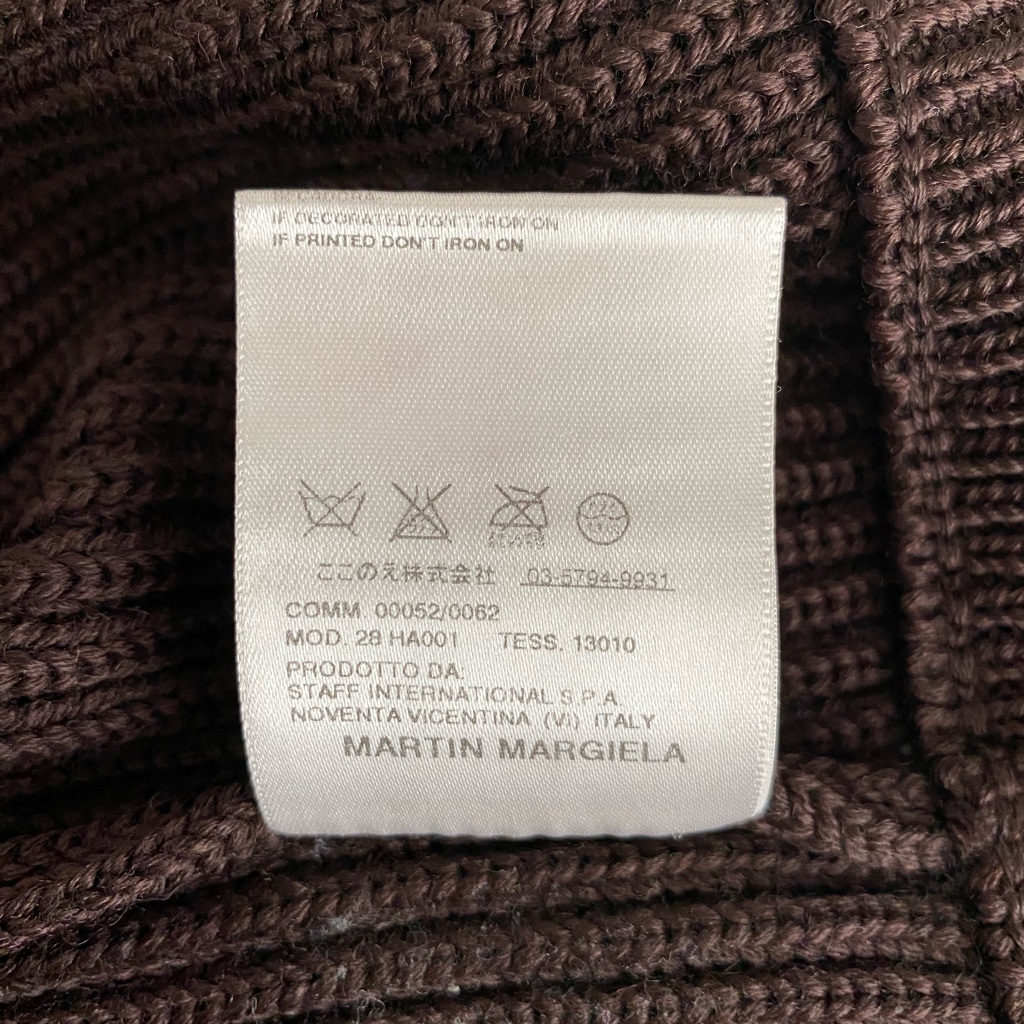 IF DECORATED DON'T IRON ON
IF PRINTED DON'T IRON ON
ここのえ株式会社 03-5794-9931
COMM. 00052/0062
MOD. 28 HA001 TESS. 13010
PRODOTTO DA:
STAFF INTERNATIONAL S.P.A.
NOVENTA VICENTINA (VI) ITALY
MARTIN MARGIELA